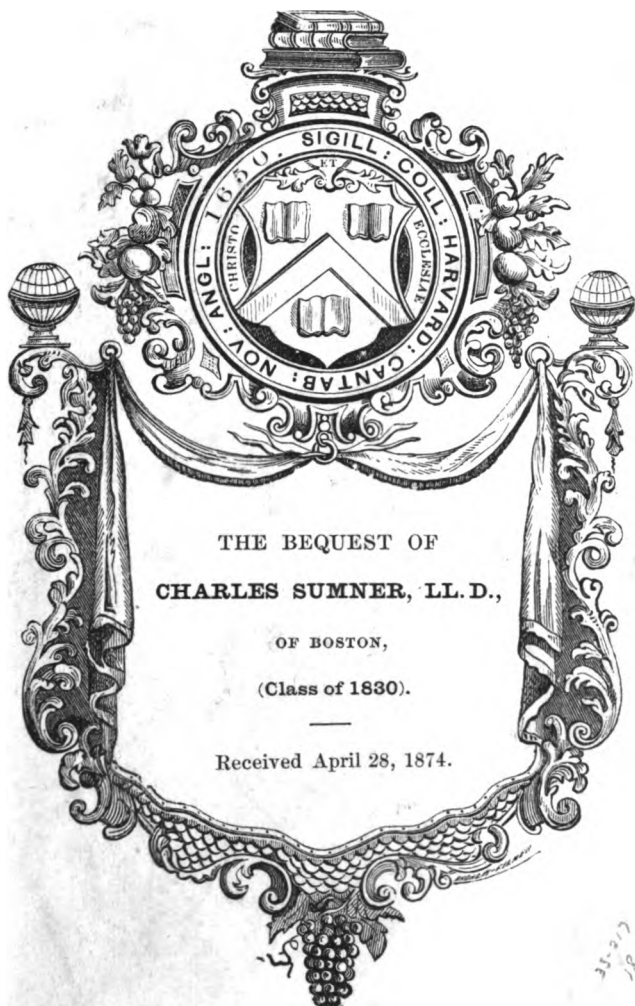 SIGILL: COLL: HARVARD: CANTAB: NOV: ANGL: 1650.
CHRISTO
ET
ECCLESIAE
THE BEQUEST OF
CHARLES SUMNER, LL. D.,
OF BOSTON,
(Class of 1830).
Received April 28, 1874.